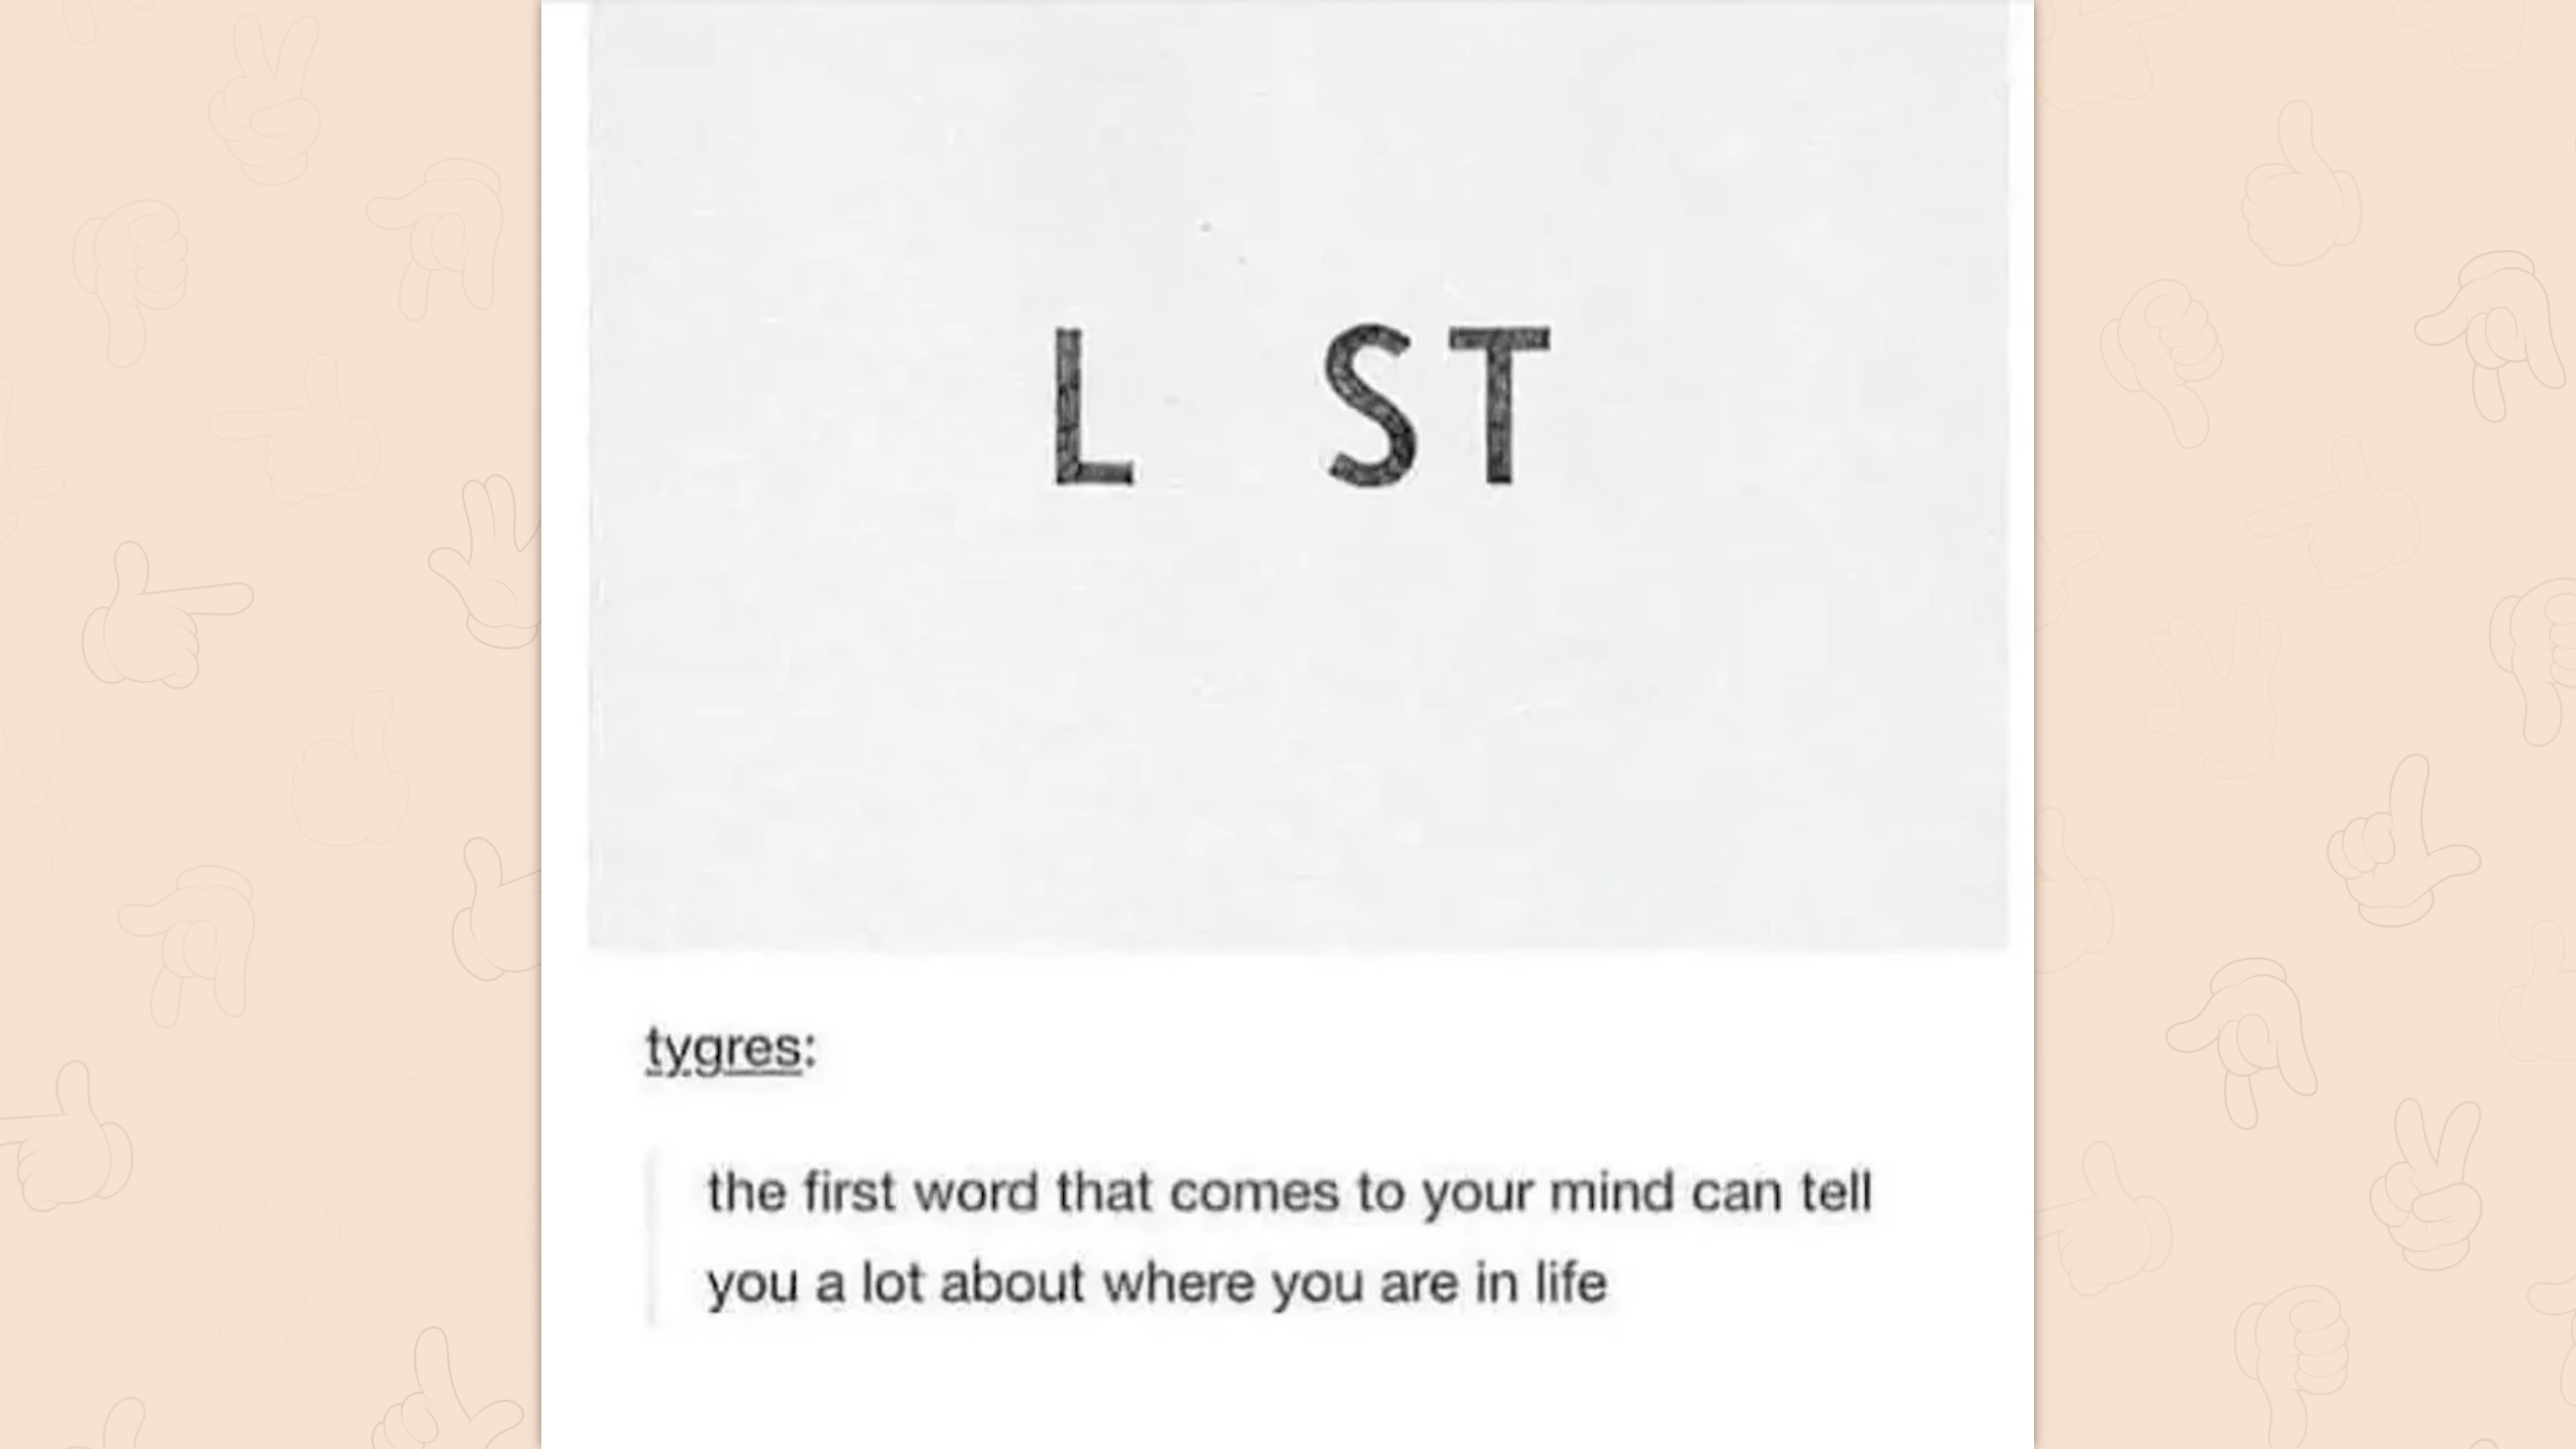 L ST
tygres:
the first word that comes to your mind can tell
you a lot about where you are in life